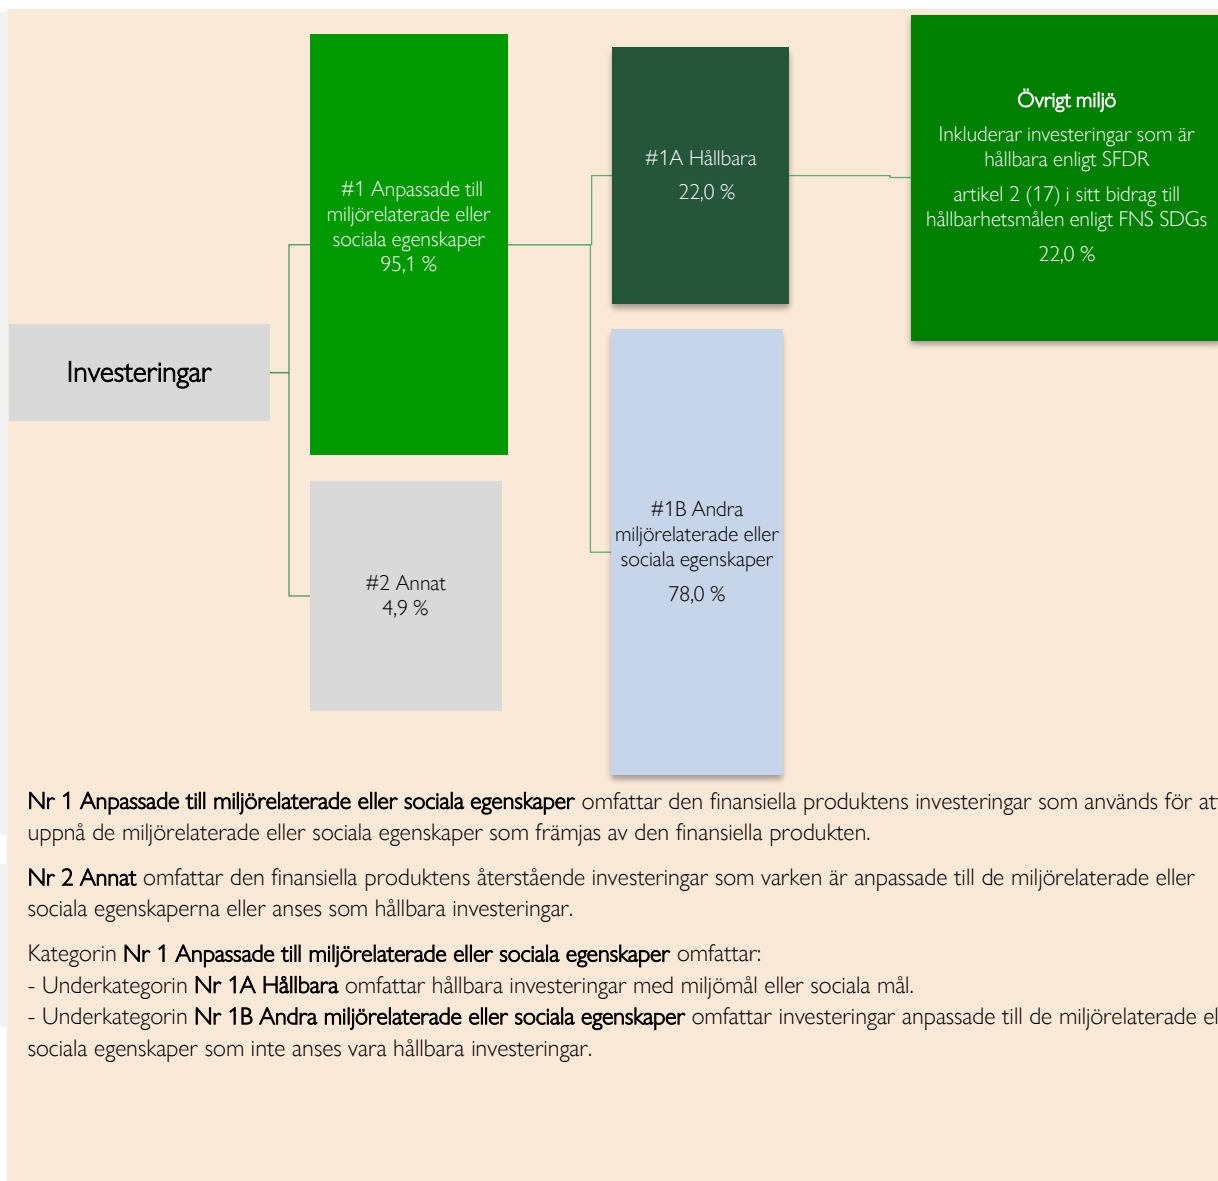 Investeringar
#1 Anpassade till
miljörelaterade eller
sociala egenskaper
95,1 %
#2 Annat
4,9 %
#1A Hållbara
22,0 %
#1B Andra
miljörelaterade eller
sociala egenskaper
78,0 %
Övrigt miljö
Inkluderar investeringar som är
hållbara enligt SFDR
artikel 2 (17) i sitt bidrag till
hållbarhetsmålen enligt FNS SDGs
22,0 %
Nr 1 Anpassade till miljörelaterade eller sociala egenskaper omfattar den finansiella produktens investeringar som används för att
uppnå de miljörelaterade eller sociala egenskaper som främjas av den finansiella produkten.
Nr 2 Annat omfattar den finansiella produktens återstående investeringar som varken är anpassade till de miljörelaterade eller
sociala egenskaperna eller anses som hållbara investeringar.
Kategorin Nr 1 Anpassade till miljörelaterade eller sociala egenskaper omfattar:
- Underkategorin Nr 1A Hållbara omfattar hållbara investeringar med miljömål eller sociala mål.
- Underkategorin Nr 1B Andra miljörelaterade eller sociala egenskaper omfattar investeringar anpassade till de miljörelaterade el
sociala egenskaper som inte anses vara hållbara investeringar.